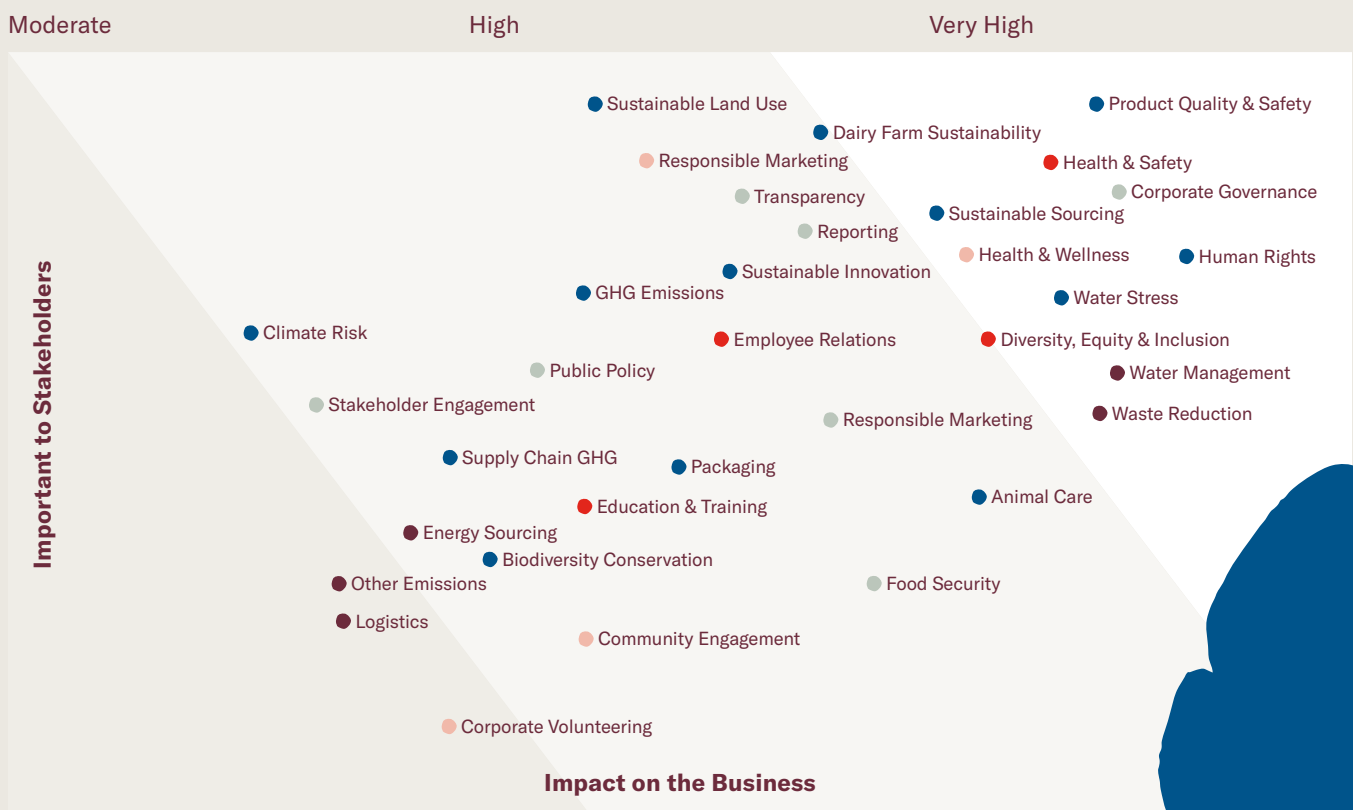 Moderate
High
Very High
Sustainable Land Use
Product Quality & Safety
Dairy Farm Sustainability
Responsible Marketing
Health & Safety
Transparency
Corporate Governance
Sustainable Sourcing
Reporting
Health & Wellness
Human Rights
Sustainable Innovation
GHG Emissions
Water Stress
Climate Risk
Employee Relations
Diversity, Equity & Inclusion
Public Policy
Water Management
Stakeholder Engagement
Waste Reduction
Responsible Marketing
Supply Chain GHG
Packaging
Animal Care
Education & Training
Energy Sourcing
Biodiversity Conservation
Other Emissions
Food Security
Logistics
Community Engagement
Corporate Volunteering
Important to Stakeholders
Impact on the Business